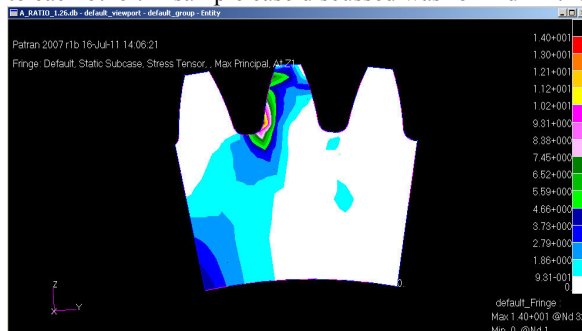 A_RATIO_1.26.db - default_viewport - default_group - Entity
Patran 2007 r1b 16-Jul-11 14:06:21
Fringe: Default, Static Subcase, Stress Tensor, , Max Principal, At Z1
1.40+001
1.30+001
1.21+001
1.12+001
1.02+001
9.31+000
8.38+000
7.45+000
6.52+000
5.59+000
4.66+000
3.73+000
2.79+000
1.86+000
9.31-001
0.
0.
Z
X Y
default_Fringe :
Max 1.40+001 @Nd
Min 0. @Nd 1